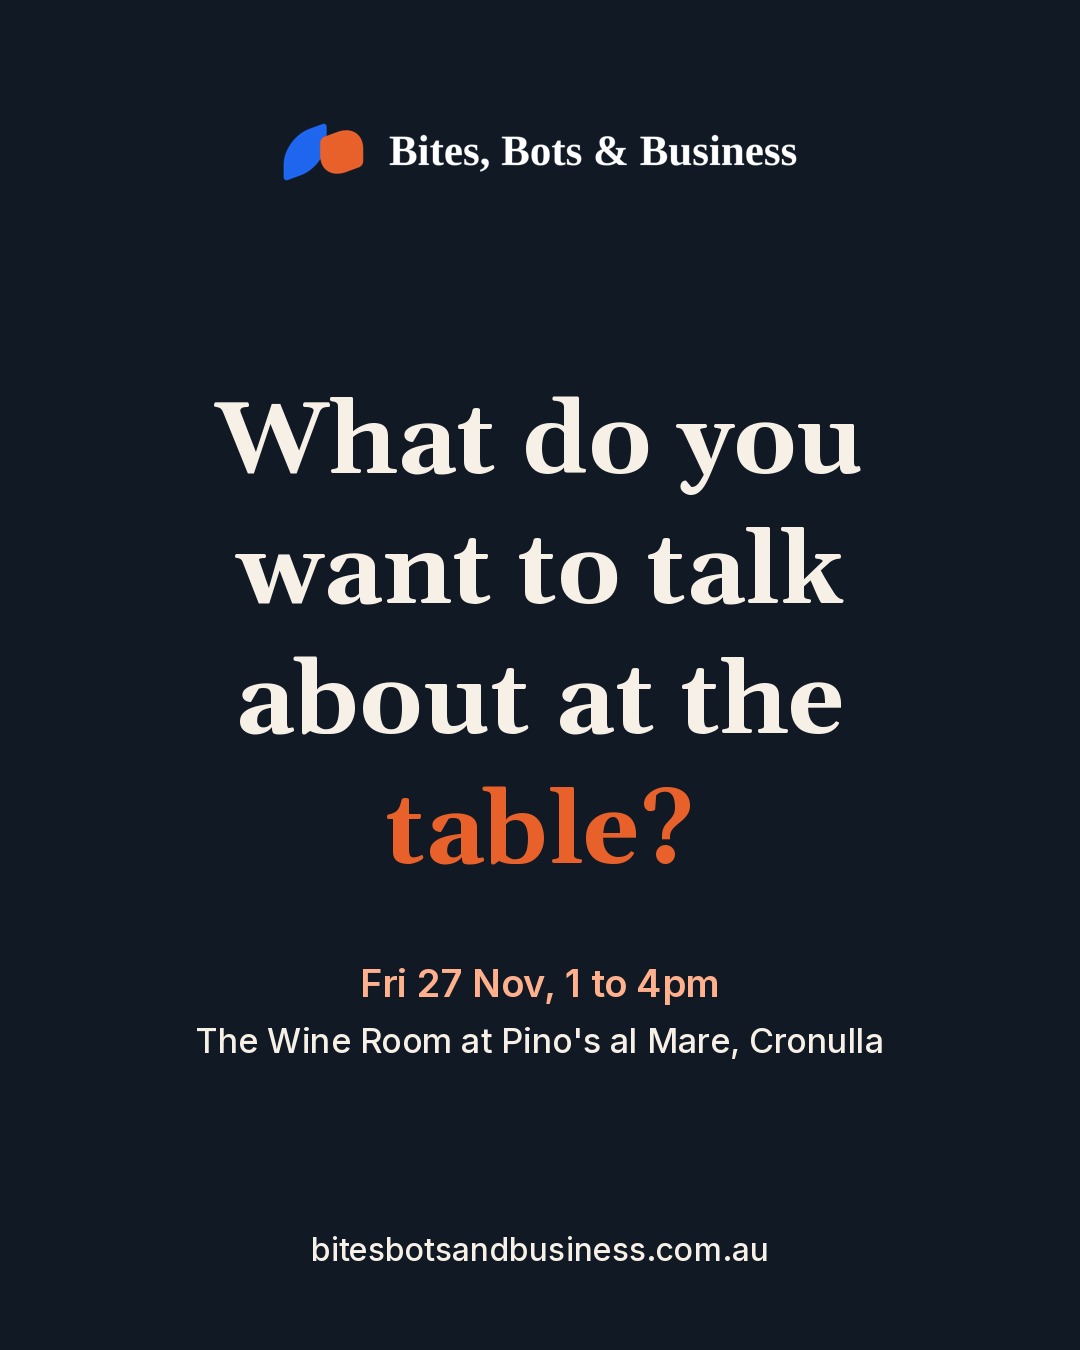 Bites, Bots & Business
What do you
want to talk
about at the
table?
Fri 27 Nov, 1 to 4pm
The Wine Room at Pino's al Mare, Cronulla
bitesbotsandbusiness.com.au